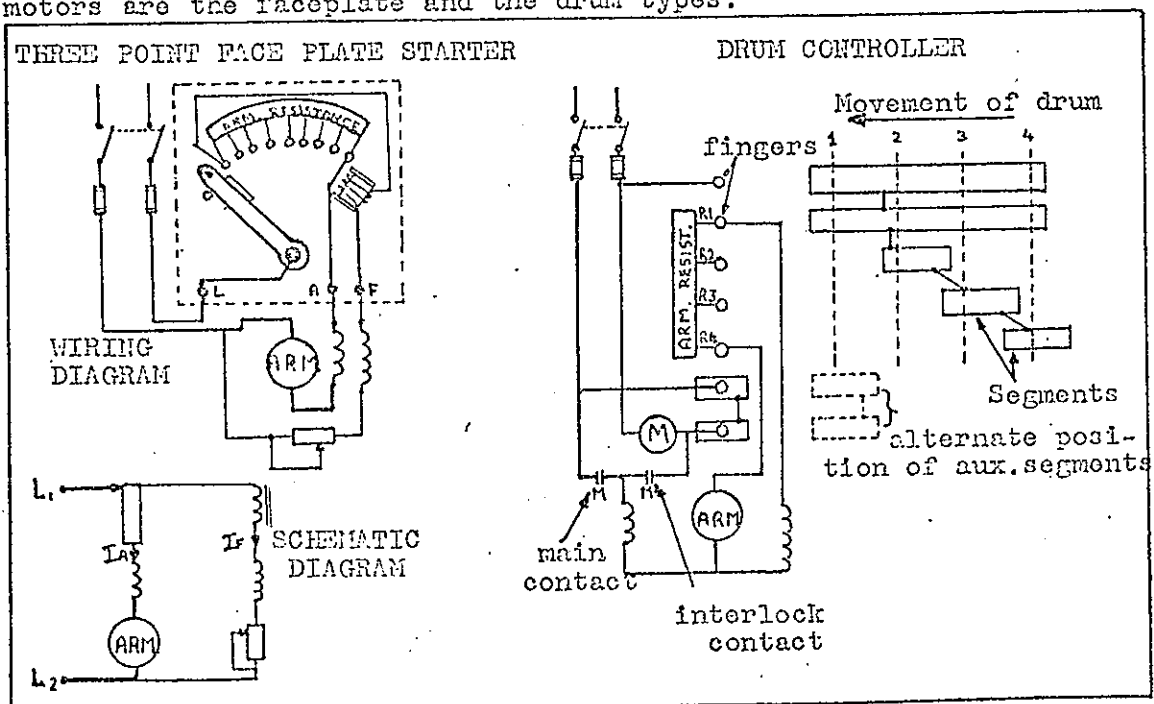 motors are the faceplate and the drum types.
THREE POINT FACE PLATE STARTER
ARM. RESISTANCE
L
A
F
ARM
WIRING
DIAGRAM
L1
IA
IF
SCHEMATIC
DIAGRAM
ARM
L2
DRUM CONTROLLER
Movement of drum
1
2
3
4
fingers
ARM. RESIST.
R1
R2
R3
R4
M
M
ARM
main
contact
interlock
contact
Segments
alternate posi-
tion of aux.segments